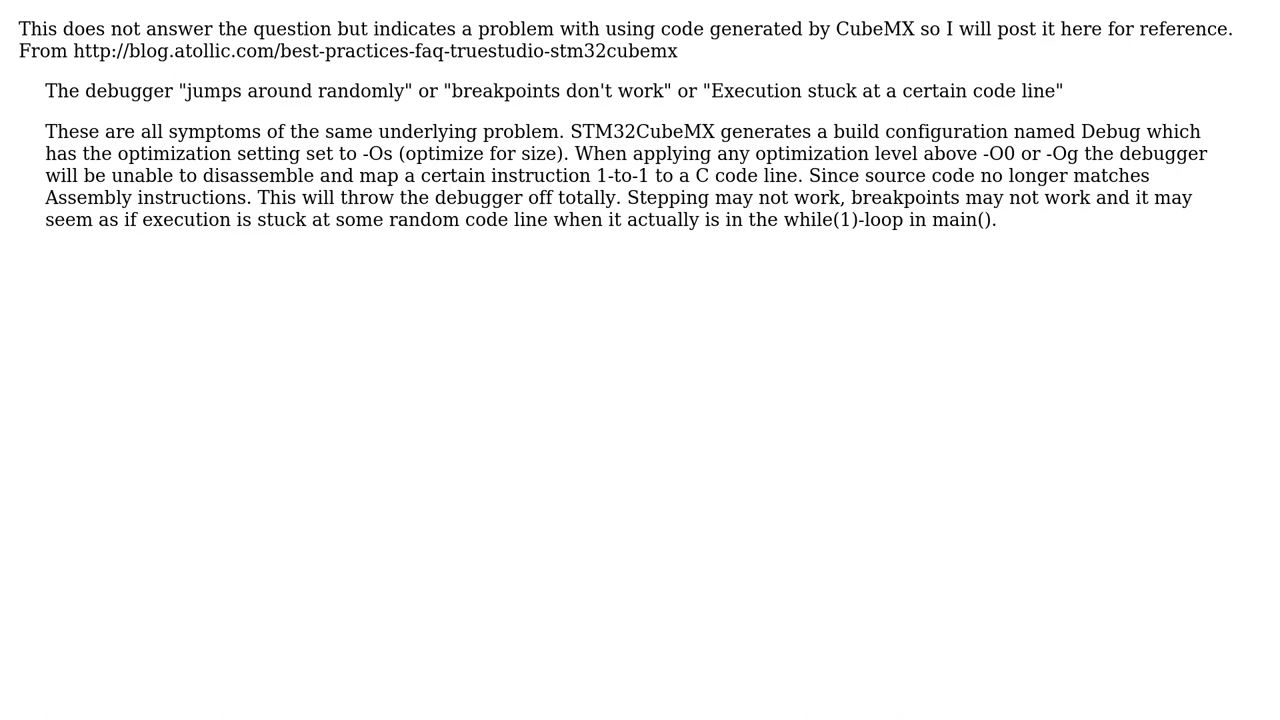 This does not answer the question but indicates a problem with using code generated by CubeMX so I will post it here for reference.
From http://blog.atollic.com/best-practices-faq-truestudio-stm32cubemx
The debugger "jumps around randomly" or "breakpoints don't work" or "Execution stuck at a certain code line"
These are all symptoms of the same underlying problem. STM32CubeMX generates a build configuration named Debug which
has the optimization setting set to -Os (optimize for size). When applying any optimization level above -O0 or -Og the debugger
will be unable to disassemble and map a certain instruction 1-to-1 to a C code line. Since source code no longer matches
Assembly instructions. This will throw the debugger off totally. Stepping may not work, breakpoints may not work and it may
seem as if execution is stuck at some random code line when it actually is in the while(1)-loop in main().